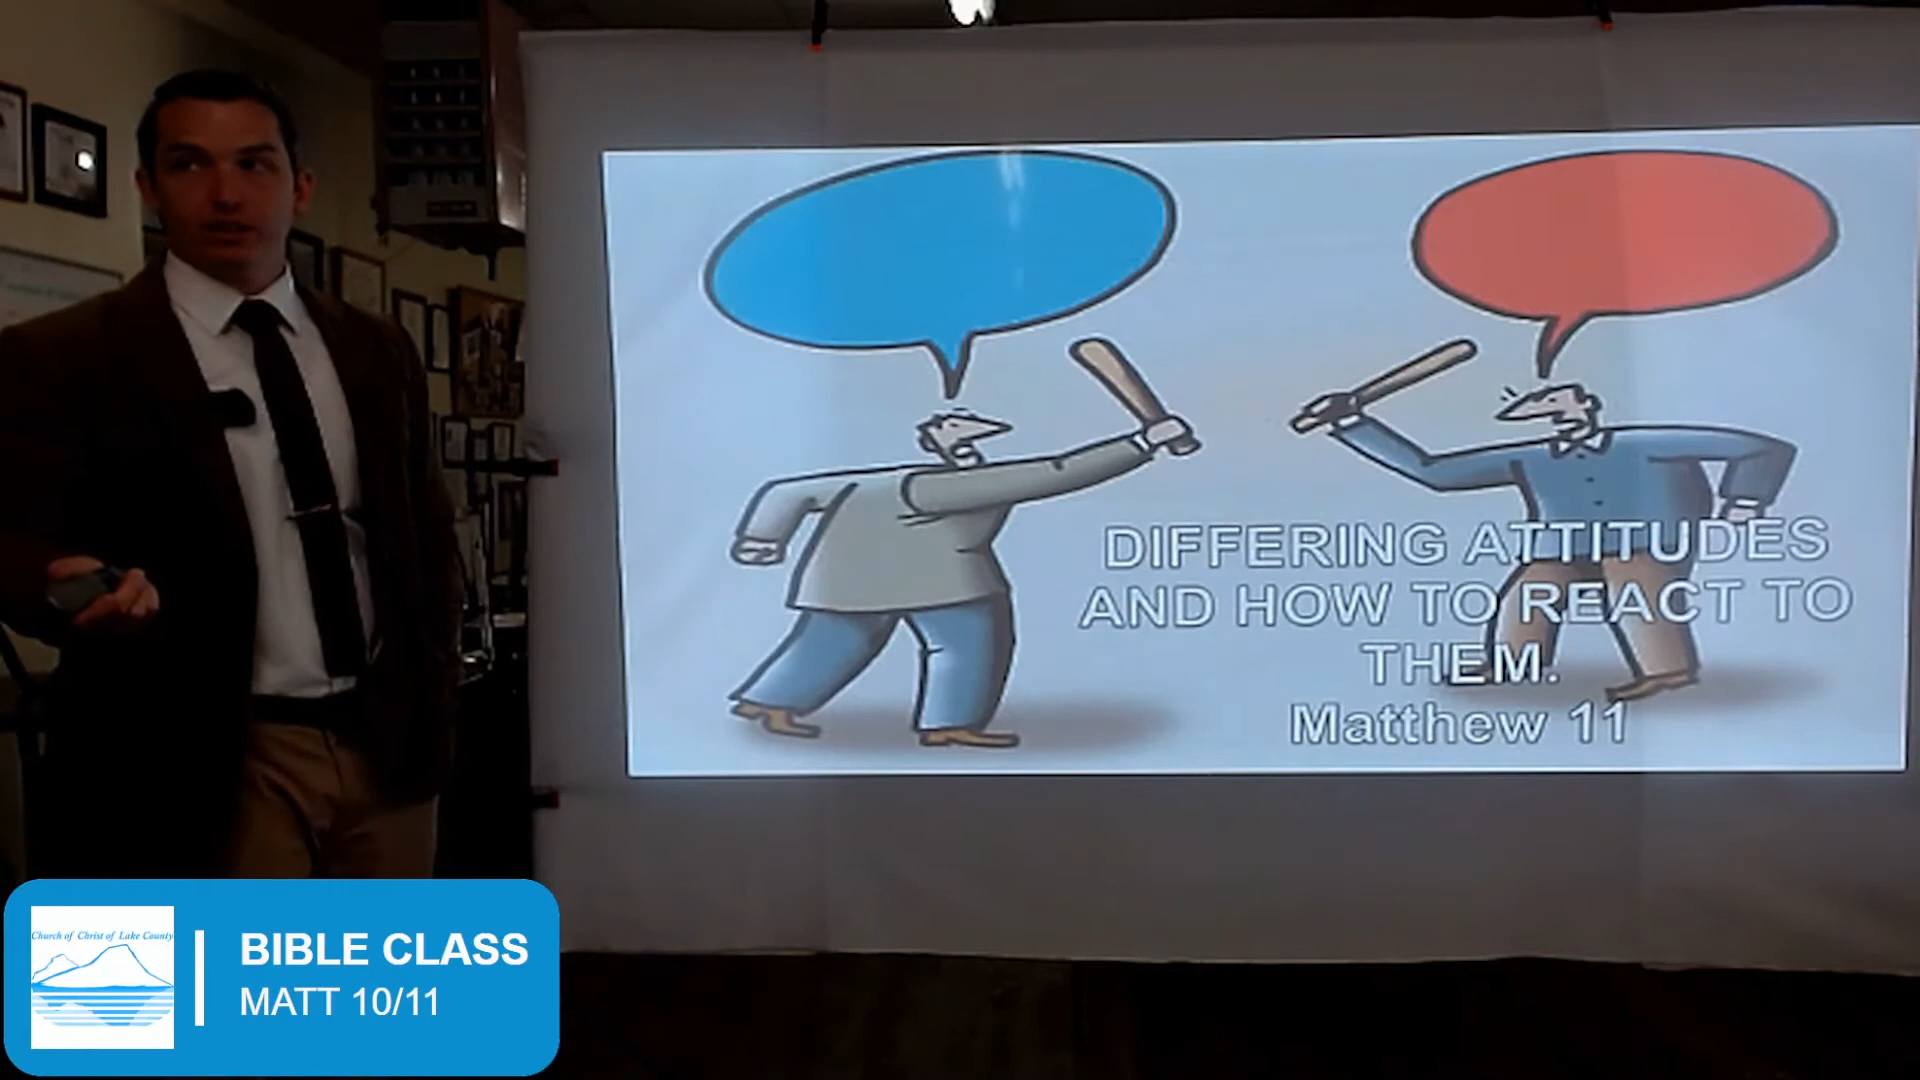 DIFFERING ATTITUDES
AND HOW TO REACT TO
THEM.
Matthew 11
Church of Christ of Lake County
BIBLE CLASS
MATT 10/11